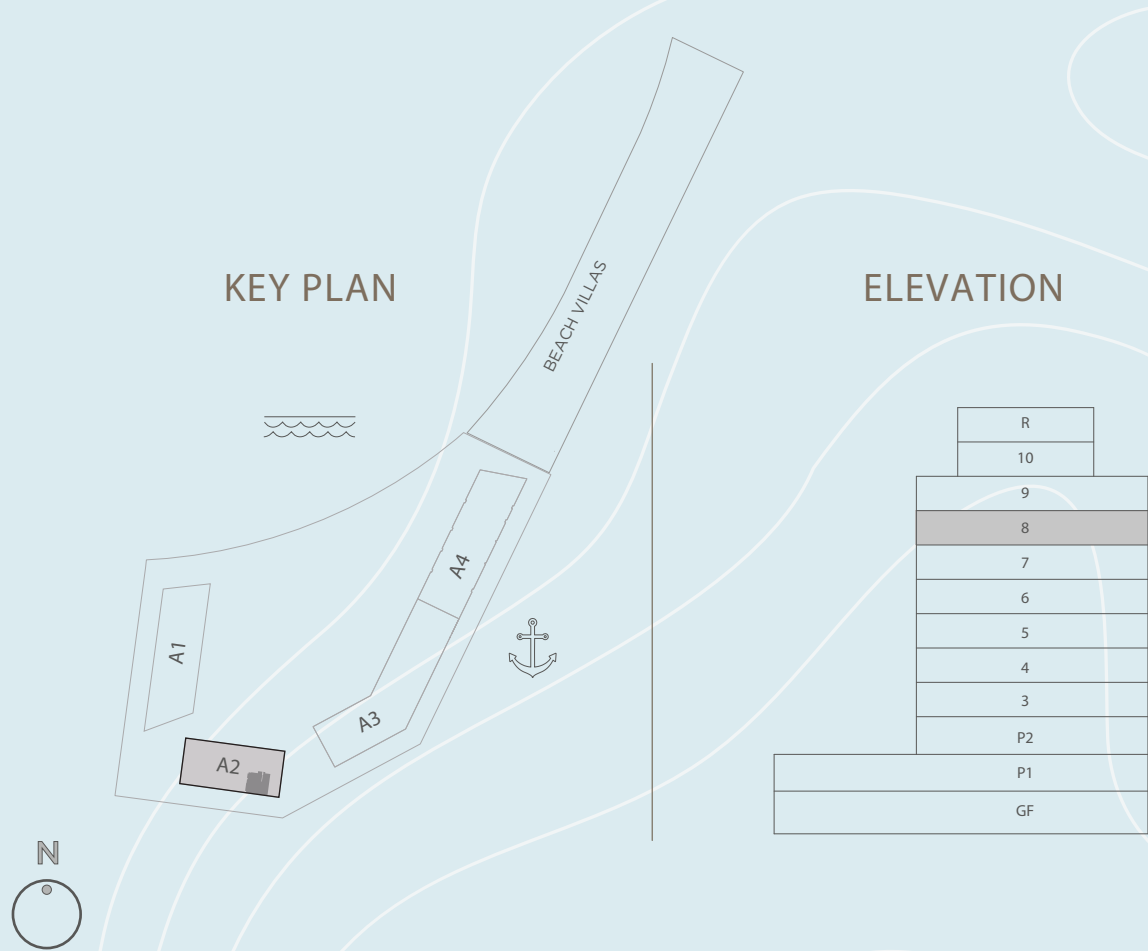 KEY PLAN
BEACH VILLAS
A4
A1
A3
A2
N
ELEVATION
R
10
9
8
7
6
5
4
3
P2
P1
GF